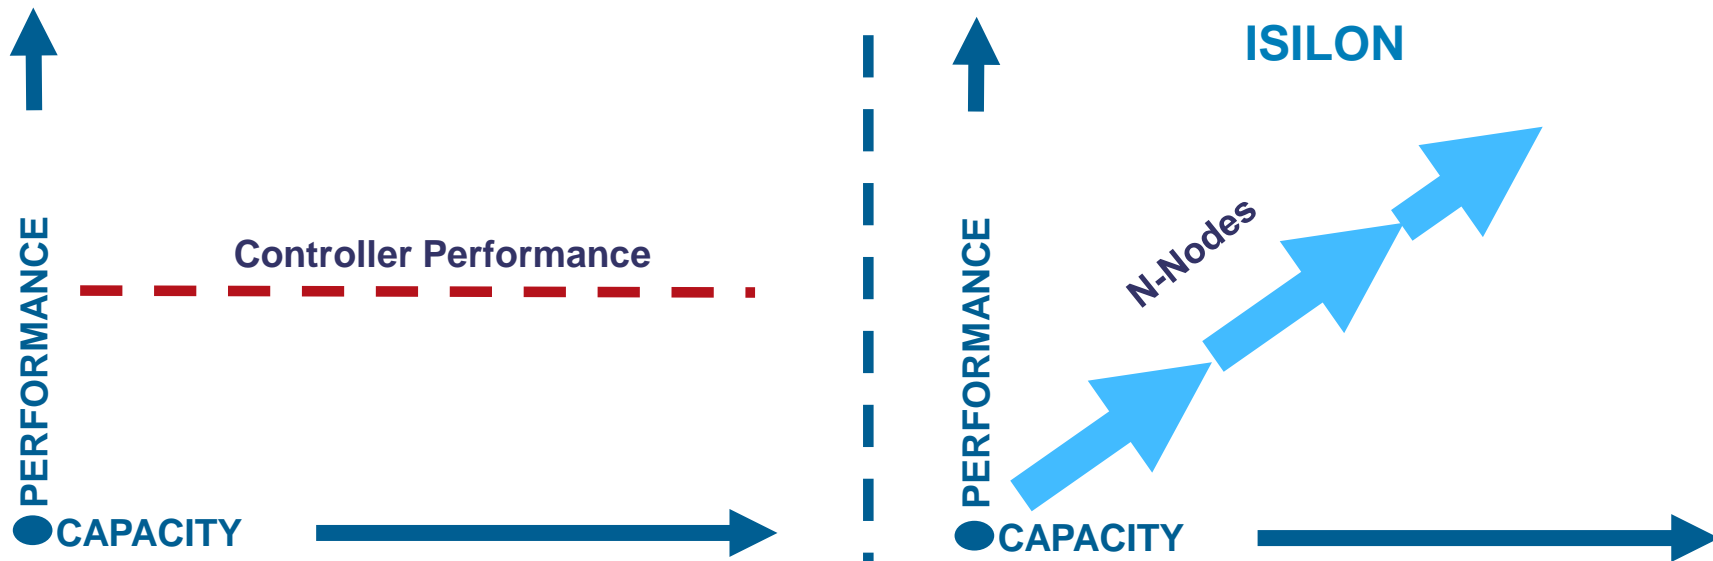 Controller Performance
PERFORMANCE
CAPACITY
ISILON
N-Nodes
PERFORMANCE
CAPACITY